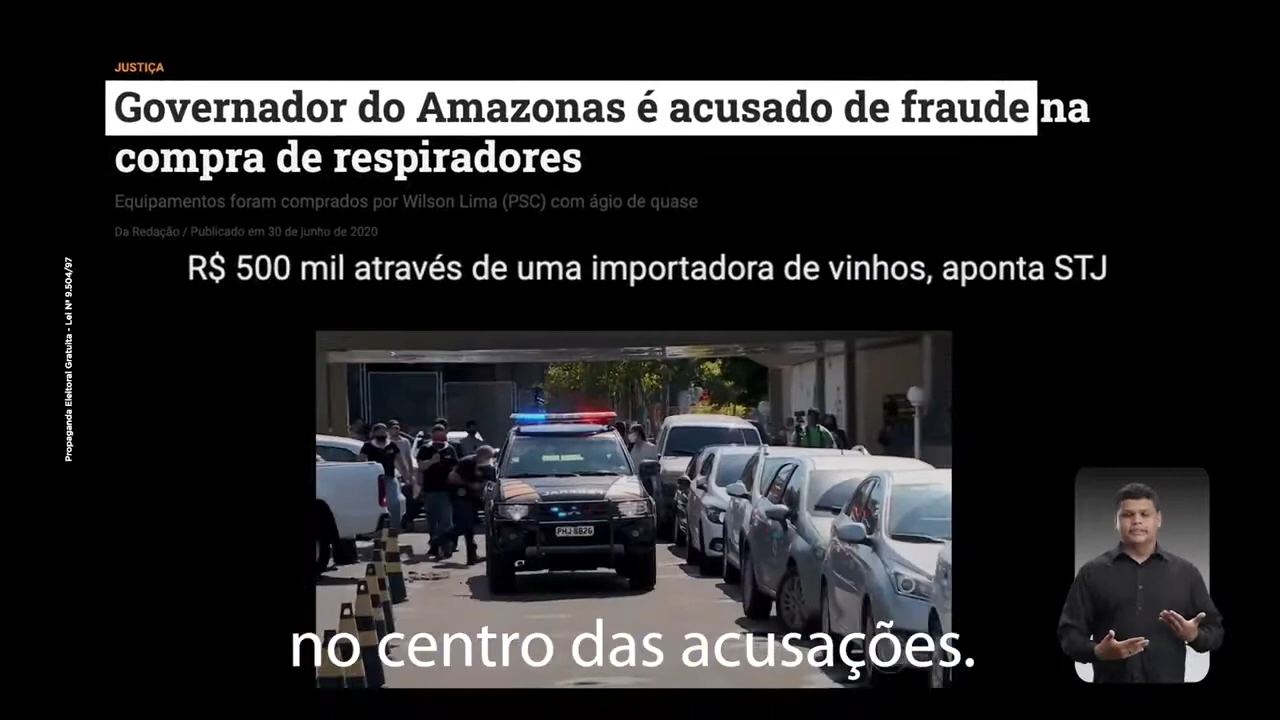 JUSTIÇA
Governador do Amazonas é acusado de fraude na
compra de respiradores
Equipamentos foram comprados por Wilson Lima (PSC) com ágio de quase
Da Redação / Publicado em 30 de junho de 2020
R$ 500 mil através de uma importadora de vinhos, aponta STJ
Propaganda Eleitoral Gratuita - Lei Nº 9.504/97
PHJ 8826
no centro das acusações.